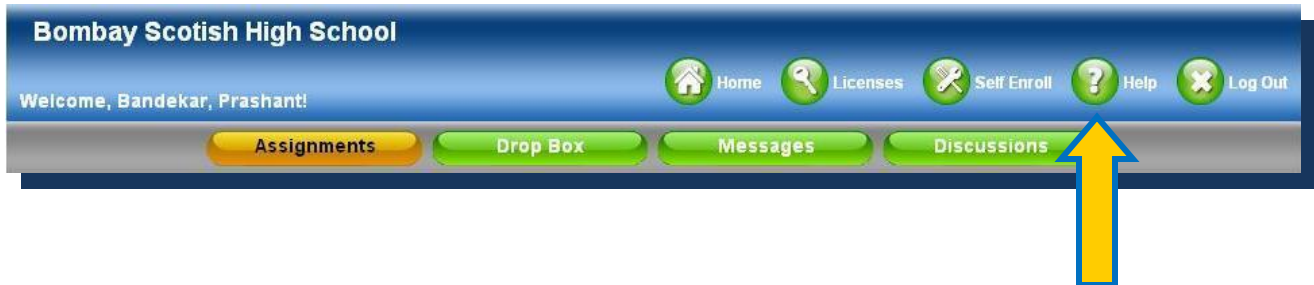 Bombay Scotish High School
Home Licenses Self Enroll ? Help Log Out
Welcome, Bandekar, Prashant!
Assignments Drop Box Messages Discussions